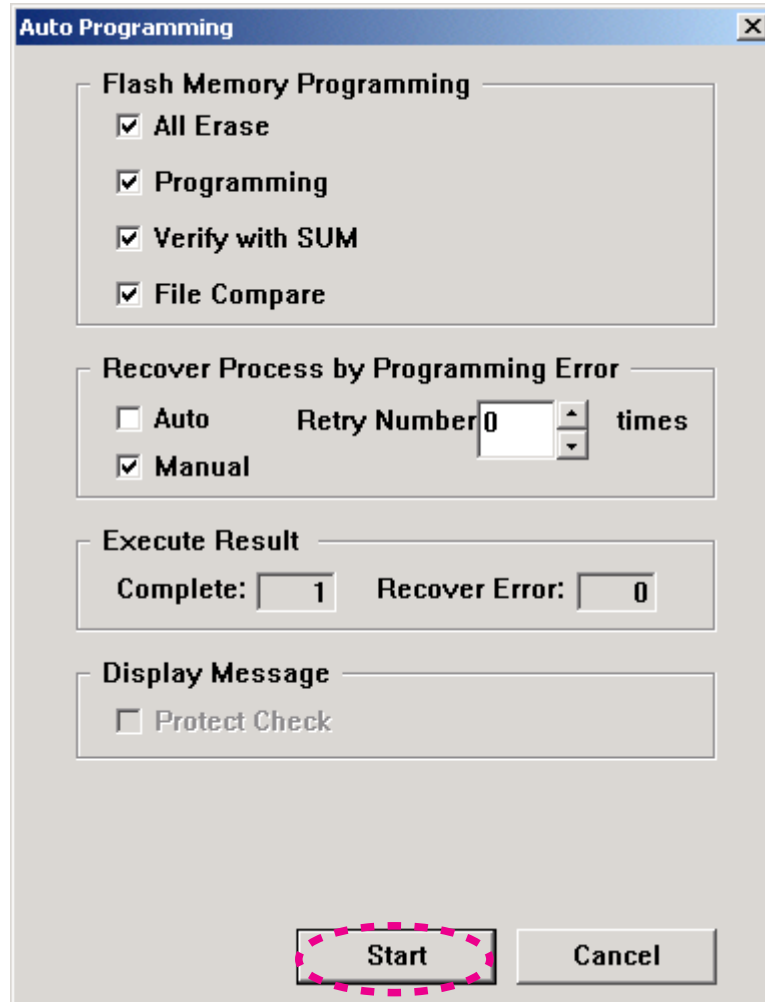 Auto Programming
Flash Memory Programming
All Erase
Programming
Verify with SUM
File Compare
Recover Process by Programming Error
Auto Retry Number 0 times
Manual
Execute Result
Complete: 1 Recover Error: 0
Display Message
Protect Check
Start Cancel